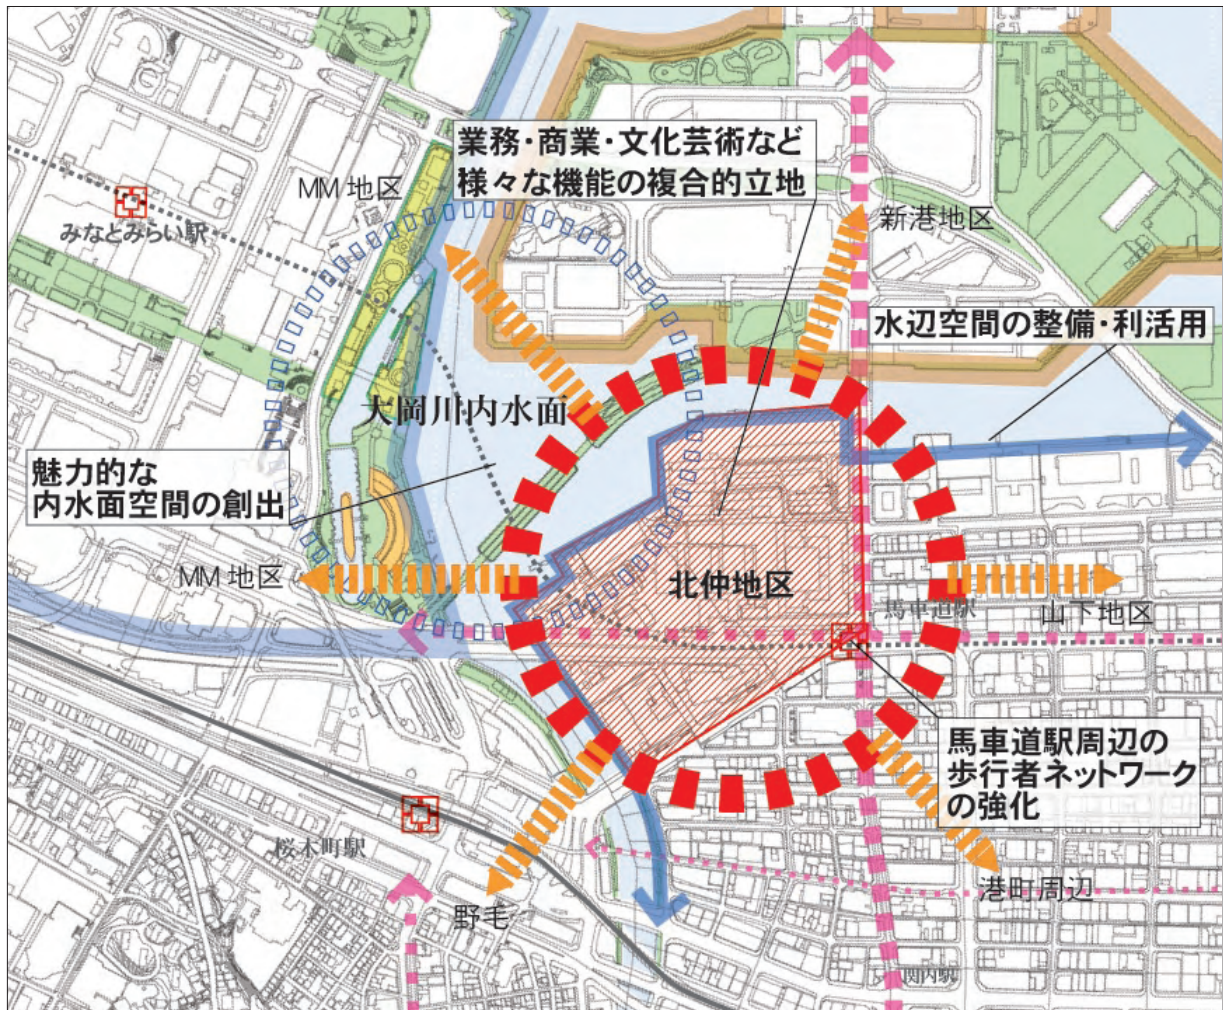 業務・商業・文化芸術など
様々な機能の複合的立地
MM 地区
みなとみらい駅
新港地区
水辺空間の整備・利活用
大岡川内水面
魅力的な
内水面空間の創出
MM 地区
北仲地区
馬車道駅
山下地区
馬車道駅周辺の
歩行者ネットワーク
の強化
桜木町駅
野毛
港町周辺
関内駅